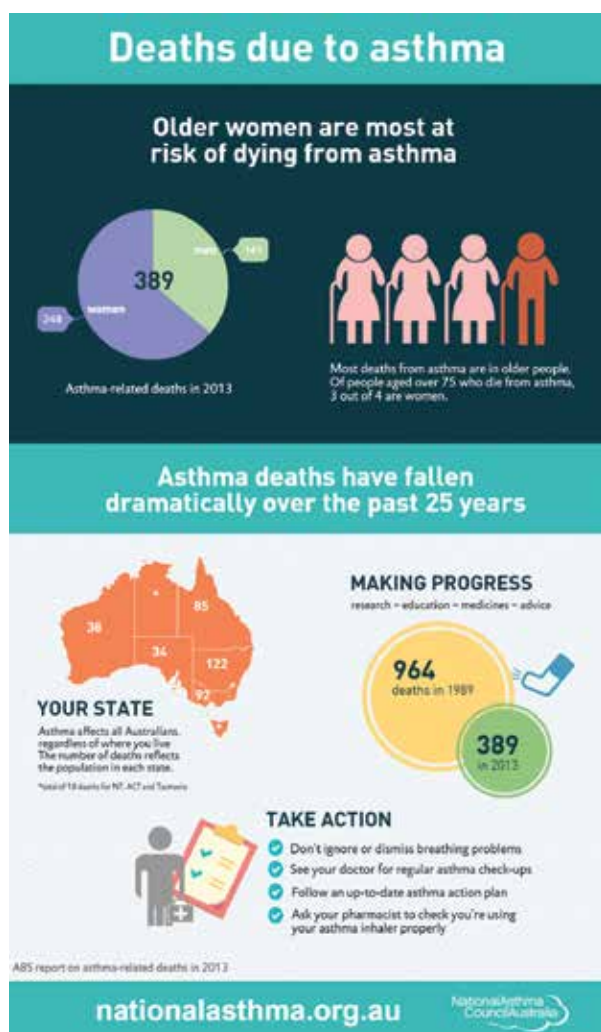 Deaths due to asthma
Older women are most at
risk of dying from asthma
389
men
141
women
248
Asthma-related deaths in 2013
Most deaths from asthma are in older people.
Of people aged over 75 who die from asthma,
3 out of 4 are women.
Asthma deaths have fallen
dramatically over the past 25 years
*
85
38
34
122
92
*
YOUR STATE
Asthma affects all Australians.
regardless of where you live
The number of deaths reflects
the population in each state.
*total of 18 deaths for NT, ACT and Tasmania
MAKING PROGRESS
research – education – medicines – advice
964
deaths in 1989
389
in 2013
TAKE ACTION
Don't ignore or dismiss breathing problems
See your doctor for regular asthma check-ups
Follow an up-to-date asthma action plan
Ask your pharmacist to check you're using
your asthma inhaler properly
ABS report on asthma-related deaths in 2013
nationalasthma.org.au
NationalAsthma
CouncilAustralia